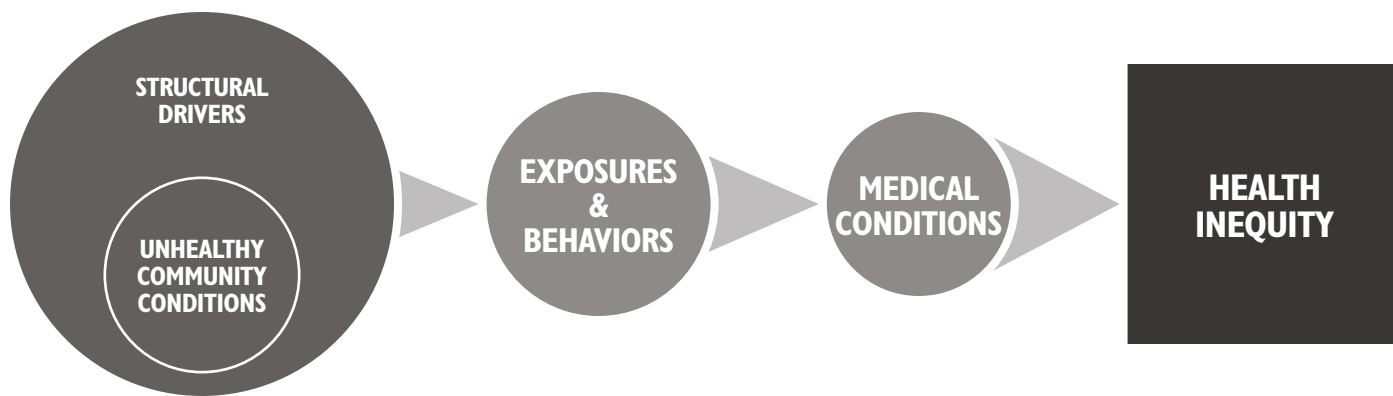 STRUCTURAL
DRIVERS
UNHEALTHY
COMMUNITY
CONDITIONS
EXPOSURES
&
BEHAVIORS
MEDICAL
CONDITIONS
HEALTH
INEQUITY